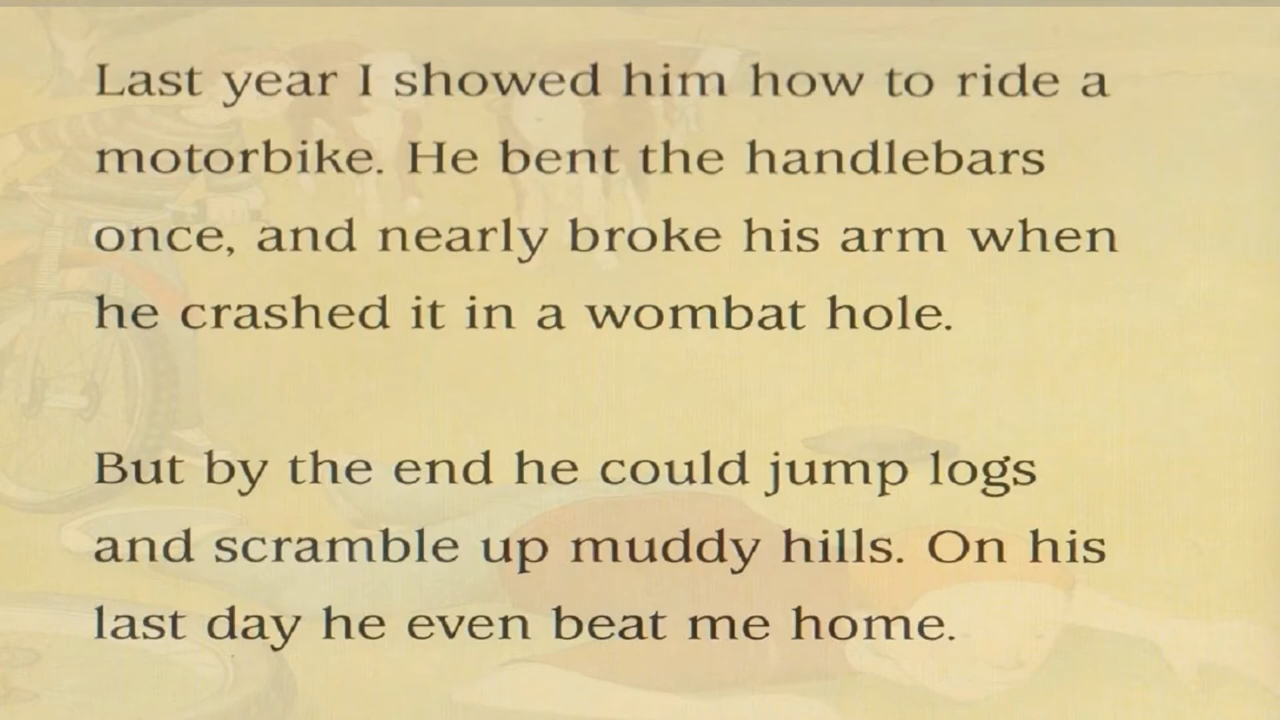 Last year I showed him how to ride a
motorbike. He bent the handlebars
once, and nearly broke his arm when
he crashed it in a wombat hole.
But by the end he could jump logs
and scramble up muddy hills. On his
last day he even beat me home.